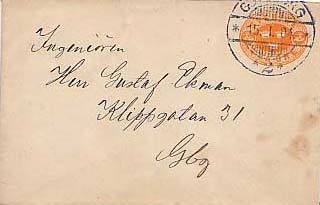 Ingeniören
Herr Gustaf Ekman
Klippgatan 31
Gbg